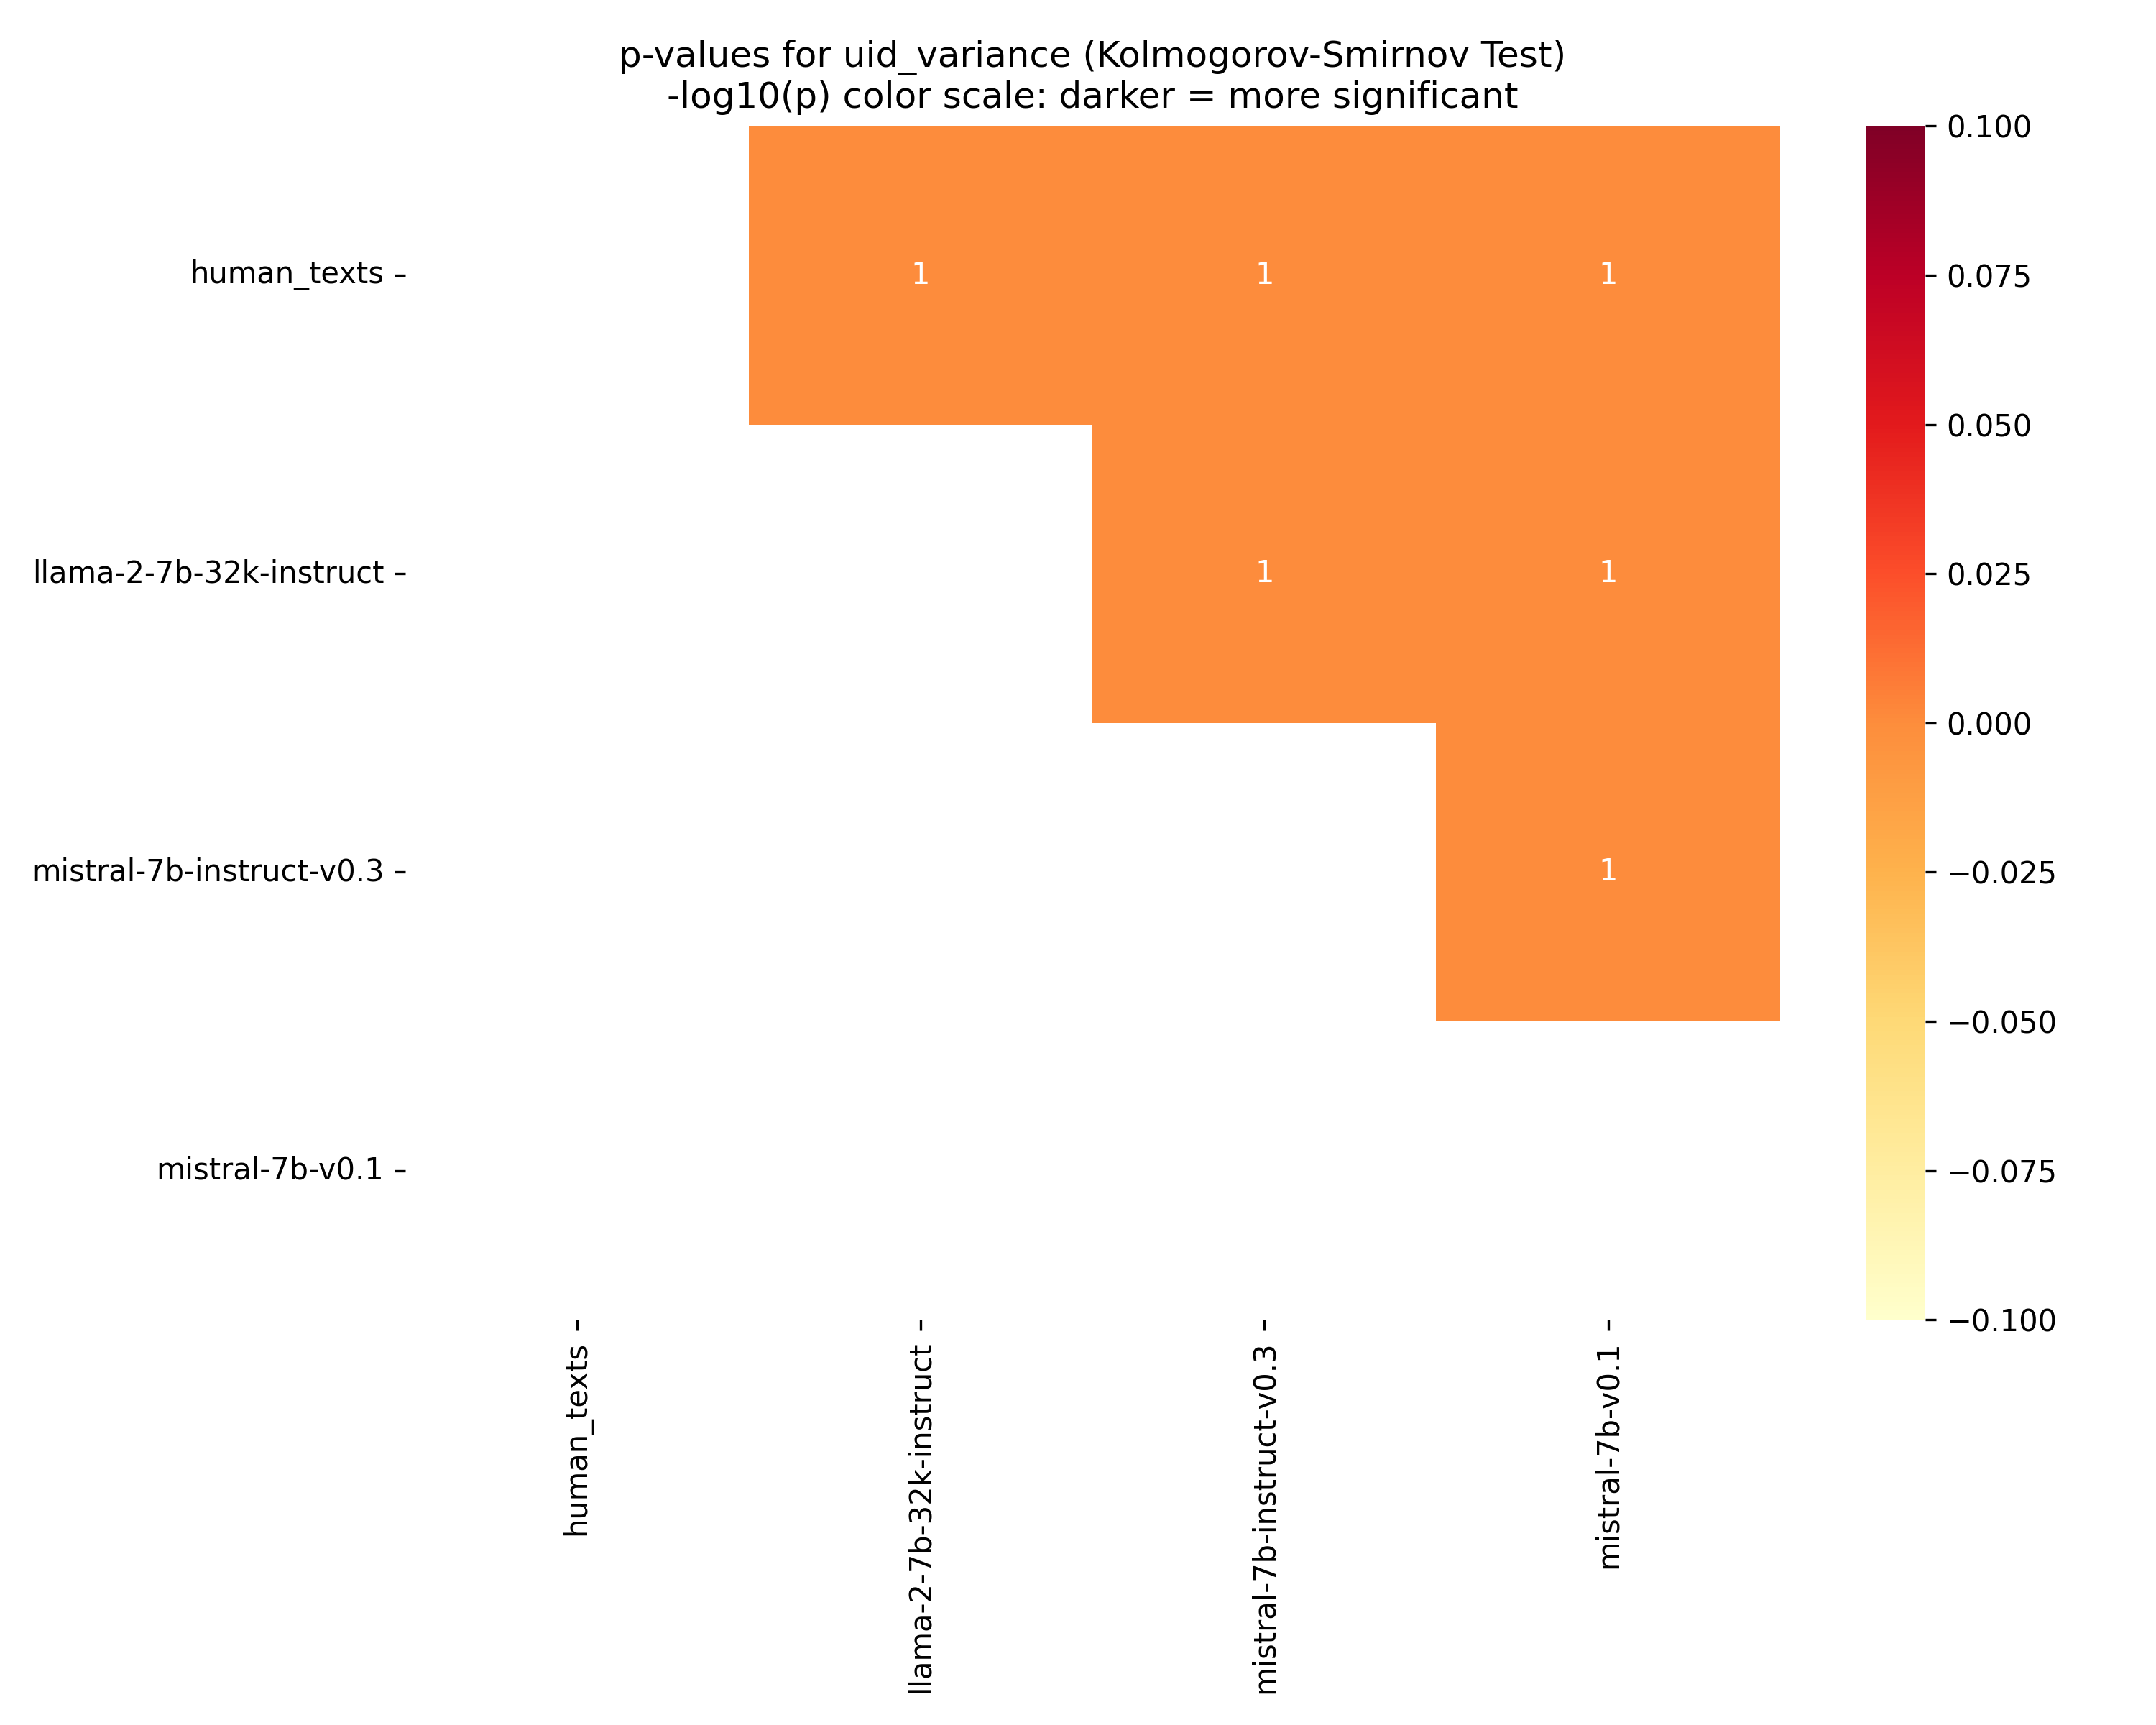 p-values for uid_variance (Kolmogorov-Smirnov Test)
-log10(p) color scale: darker = more significant
human_texts
1 1 1
llama-2-7b-32k-instruct
1 1
mistral-7b-instruct-v0.3
1
mistral-7b-v0.1
human_texts
llama-2-7b-32k-instruct
mistral-7b-instruct-v0.3
mistral-7b-v0.1
0.100
0.075
0.050
0.025
0.000
−0.025
−0.050
−0.075
−0.100